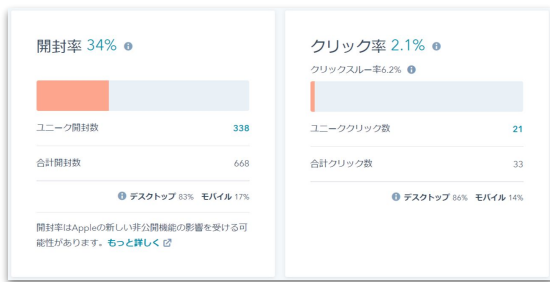 開封率 34%
ユニーク開封数 338
合計開封数 668
デスクトップ 83% モバイル 17%
開封率はAppleの新しい非公開機能の影響を受ける可
能性があります。もっと詳しく
クリック率 2.1%
クリックスルー率6.2%
ユニーククリック数 21
合計クリック数 33
デスクトップ 86% モバイル 14%